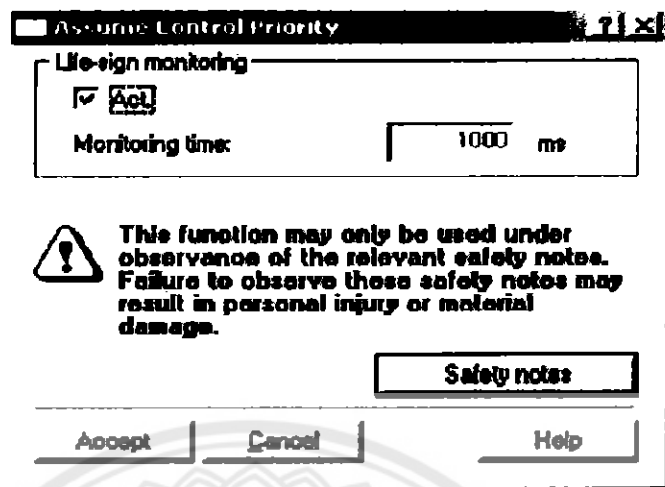 Assume Control Priority
Life-sign monitoring
Act.
Monitoring time: 1000 ms
This function may only be used under
observance of the relevant safety notes.
Failure to observe these safety notes may
result in personal injury or material
damage.
Safety notes
Accept Cancel Help